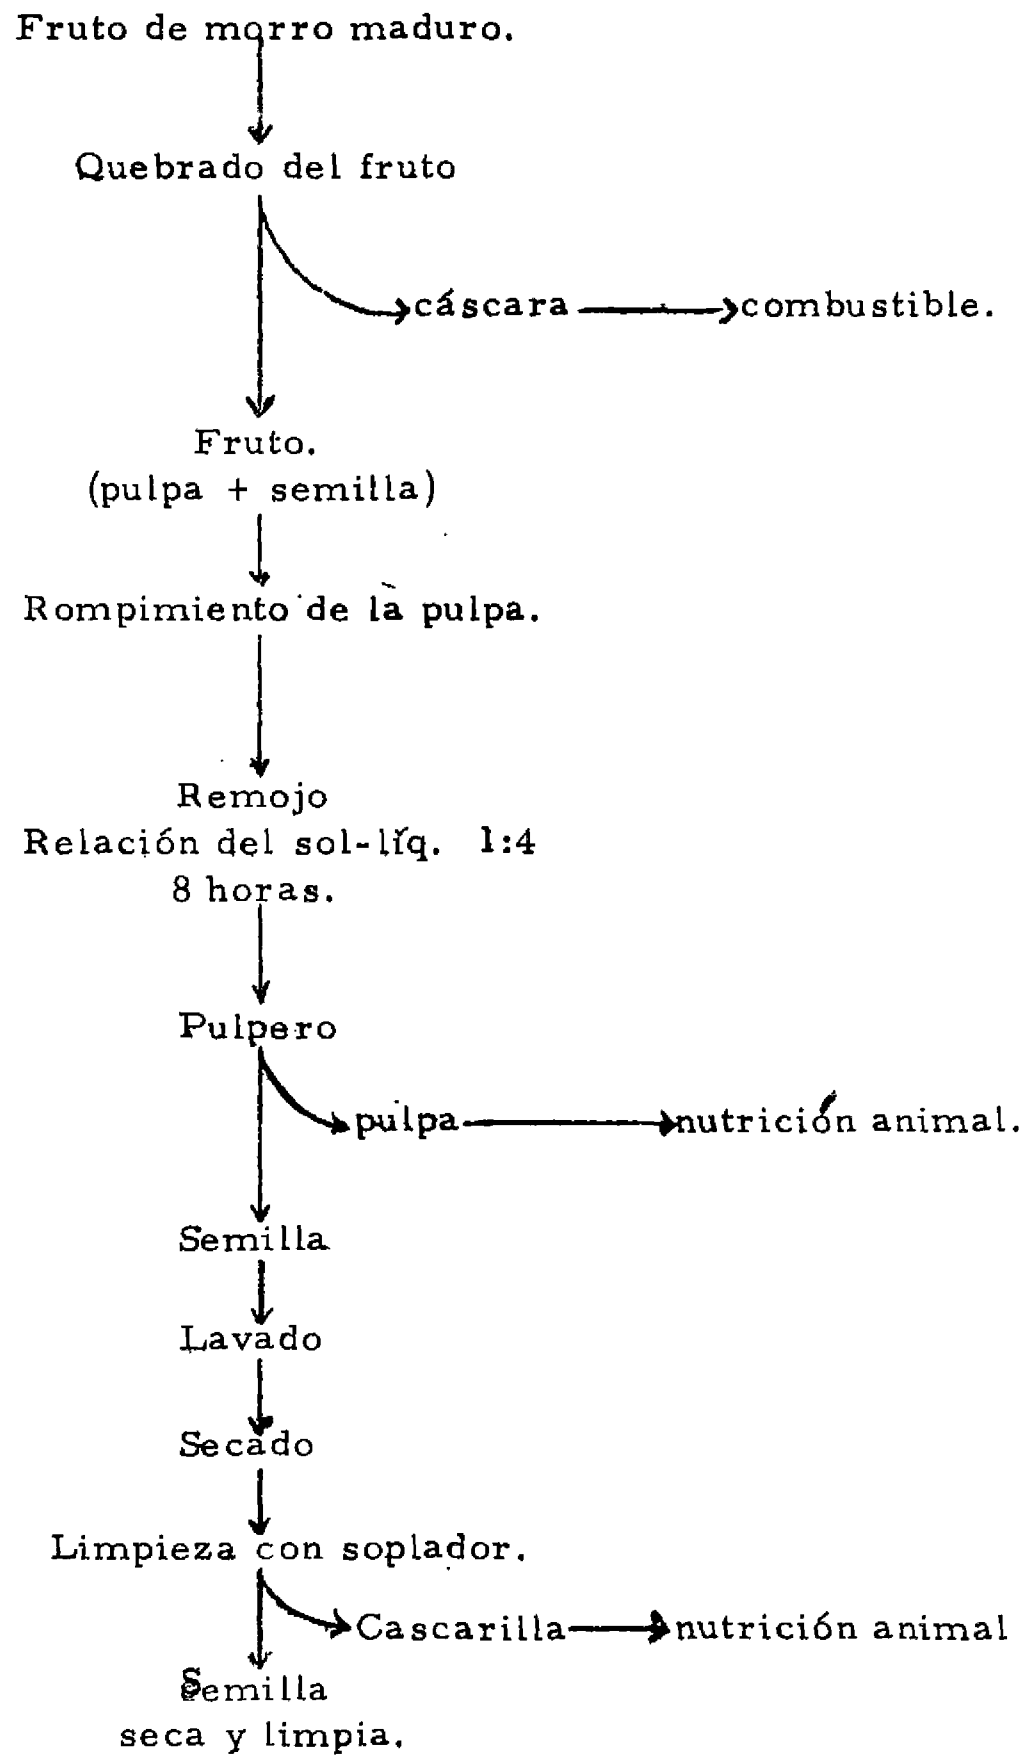 Fruto de morro maduro.
Quebrado del fruto
cáscara combustible.
Fruto.
(pulpa + semilla)
Rompimiento de la pulpa.
Remojo
Relación del sol-líq. 1:4
8 horas.
Pulpero
pulpa nutrición animal.
Semilla
Lavado
Secado
Limpieza con soplador.
Cascarilla nutrición animal
Semilla
seca y limpia.